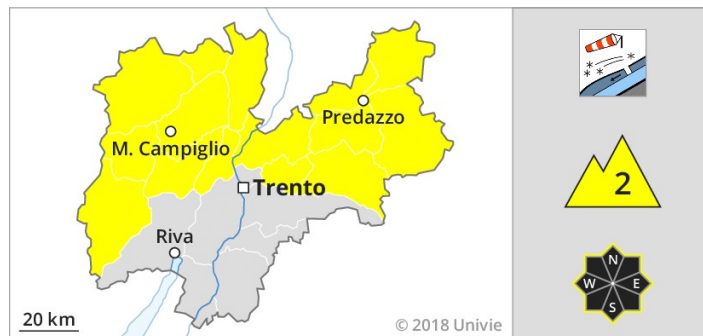 Predazzo
M. Campiglio
Trento
Riva
20 km
© 2018 Univie
2
N
W E
S